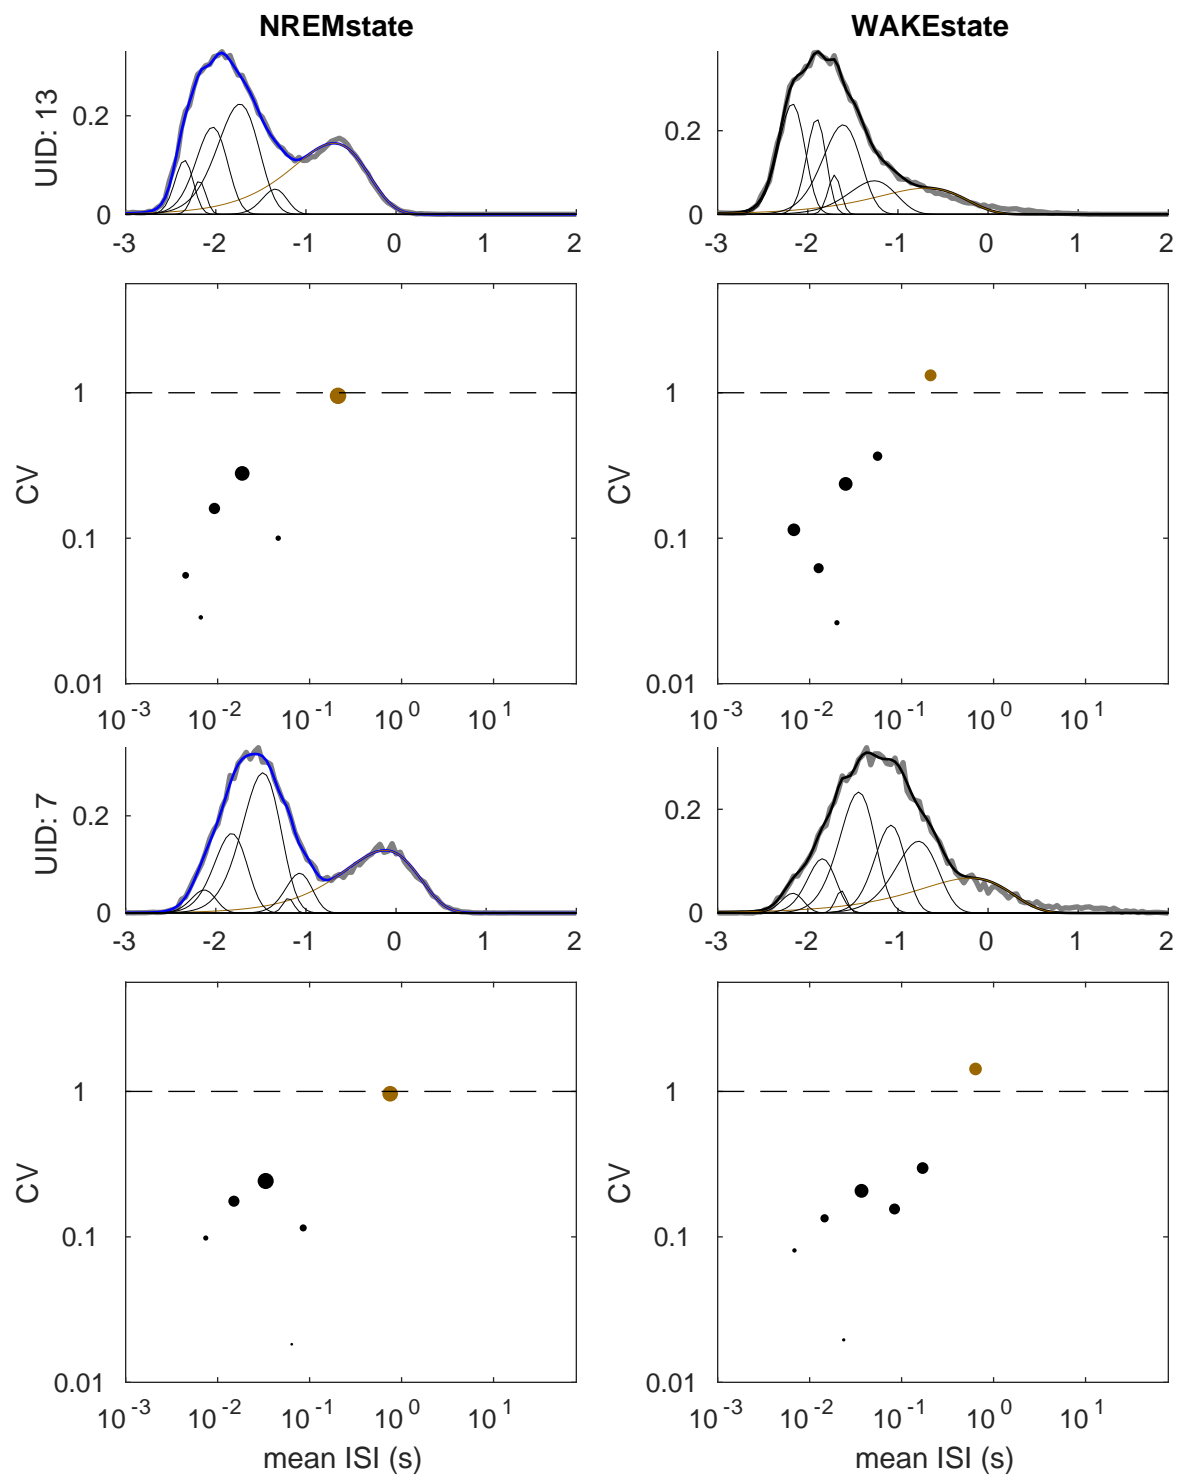 NREMstate WAKEstate
UID: 13
0.2 0.2
0 0
-3 -2 -1 0 1 2 -3 -2 -1 0 1 2
CV CV
1 1
0.1 0.1
0.01 0.01
10^-3 10^-2 10^-1 10^0 10^1 10^-3 10^-2 10^-1 10^0 10^1
UID: 7
0.2 0.2
0 0
-3 -2 -1 0 1 2 -3 -2 -1 0 1 2
CV CV
1 1
0.1 0.1
0.01 0.01
10^-3 10^-2 10^-1 10^0 10^1 10^-3 10^-2 10^-1 10^0 10^1
mean ISI (s) mean ISI (s)